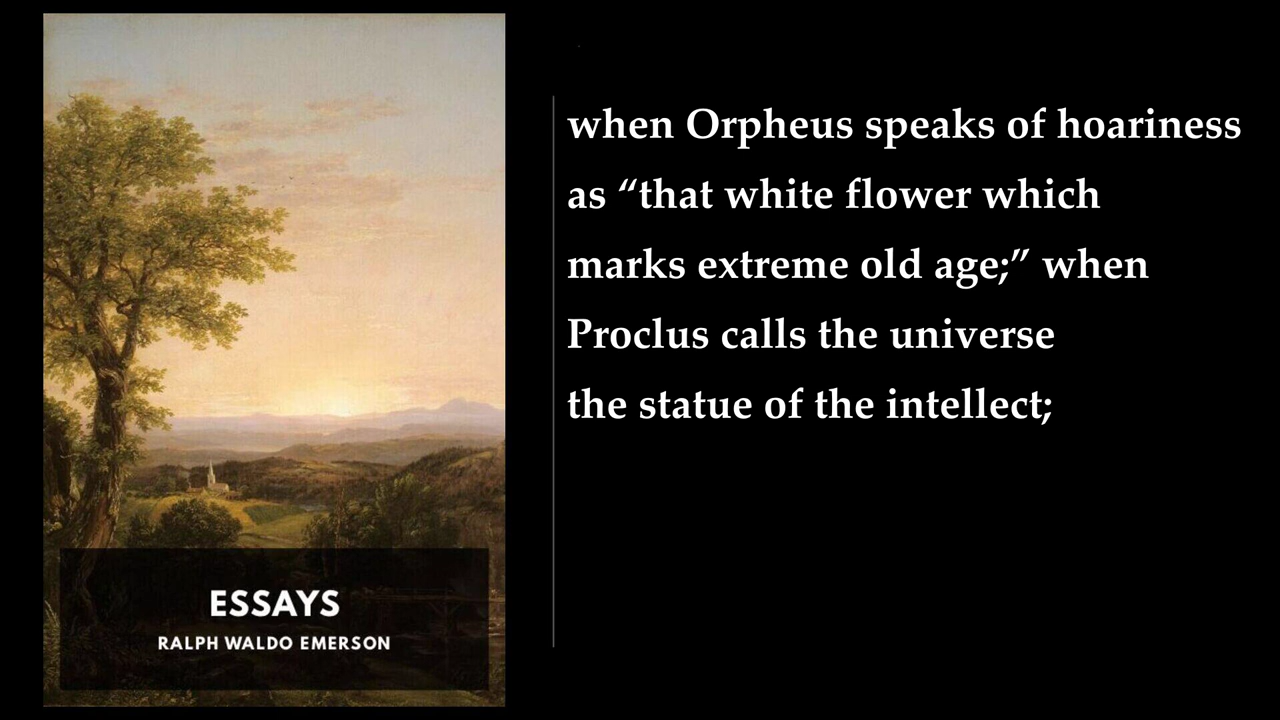 ESSAYS
RALPH WALDO EMERSON
when Orpheus speaks of hoariness
as “that white flower which
marks extreme old age;” when
Proclus calls the universe
the statue of the intellect;